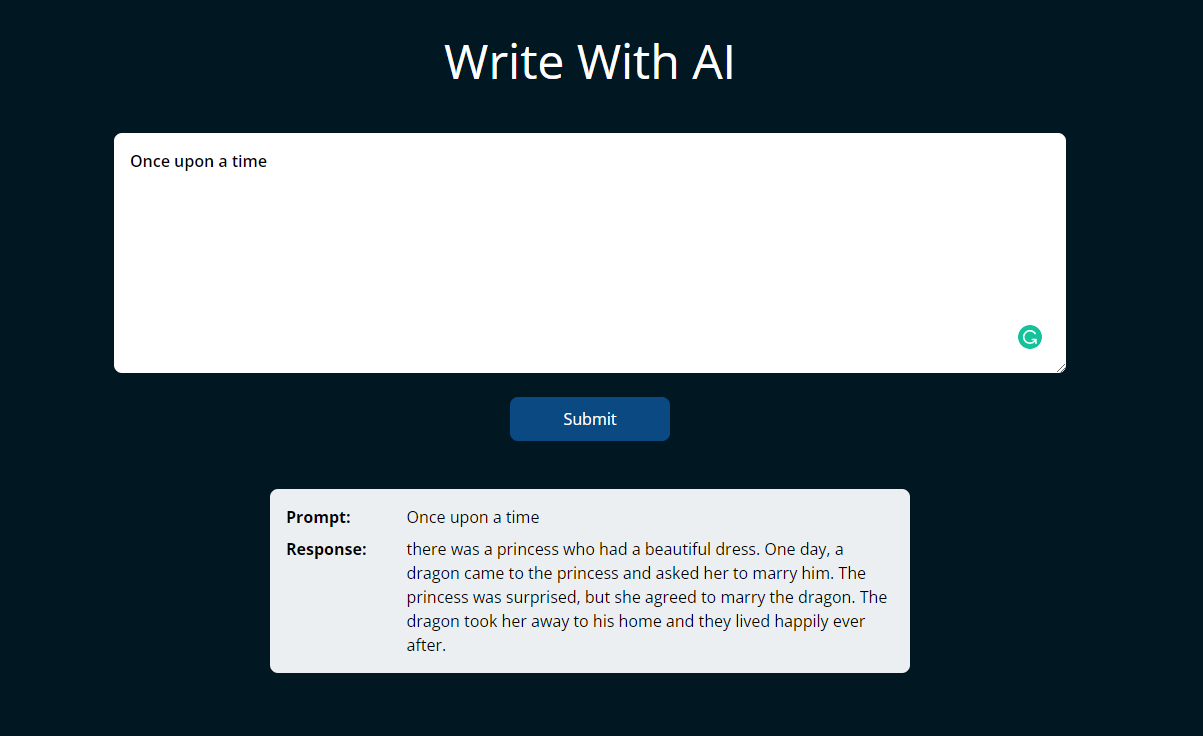 Write With AI
Once upon a time
Submit
Prompt: Once upon a time
Response: there was a princess who had a beautiful dress. One day, a
dragon came to the princess and asked her to marry him. The
princess was surprised, but she agreed to marry the dragon. The
dragon took her away to his home and they lived happily ever
after.